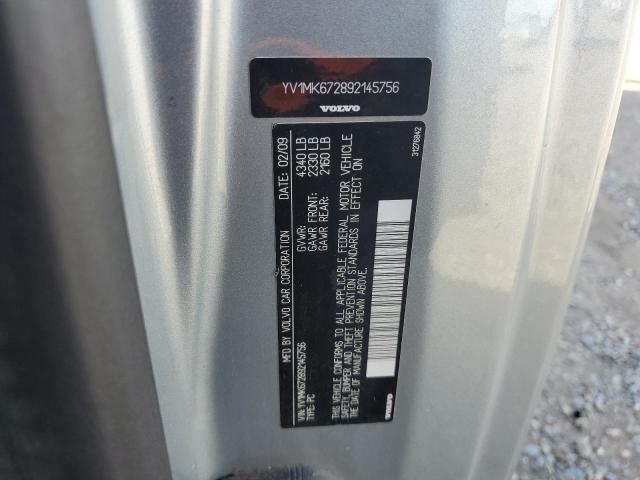 YV1MK672892145756
VOLVO
MFD BY: VOLVO CAR CORPORATION DATE: 02/09
GVWR: 4340 LB
GAWR FRONT: 2330 LB
GAWR REAR: 2160 LB
THIS VEHICLE CONFORMS TO ALL APPLICABLE FEDERAL MOTOR VEHICLE
SAFETY, BUMPER AND THEFT PREVENTION STANDARDS IN EFFECT ON
THE DATE OF MANUFACTURE SHOWN ABOVE.
VIN: YV1MK672892145756
TYPE: PC
VOLVO
31276842